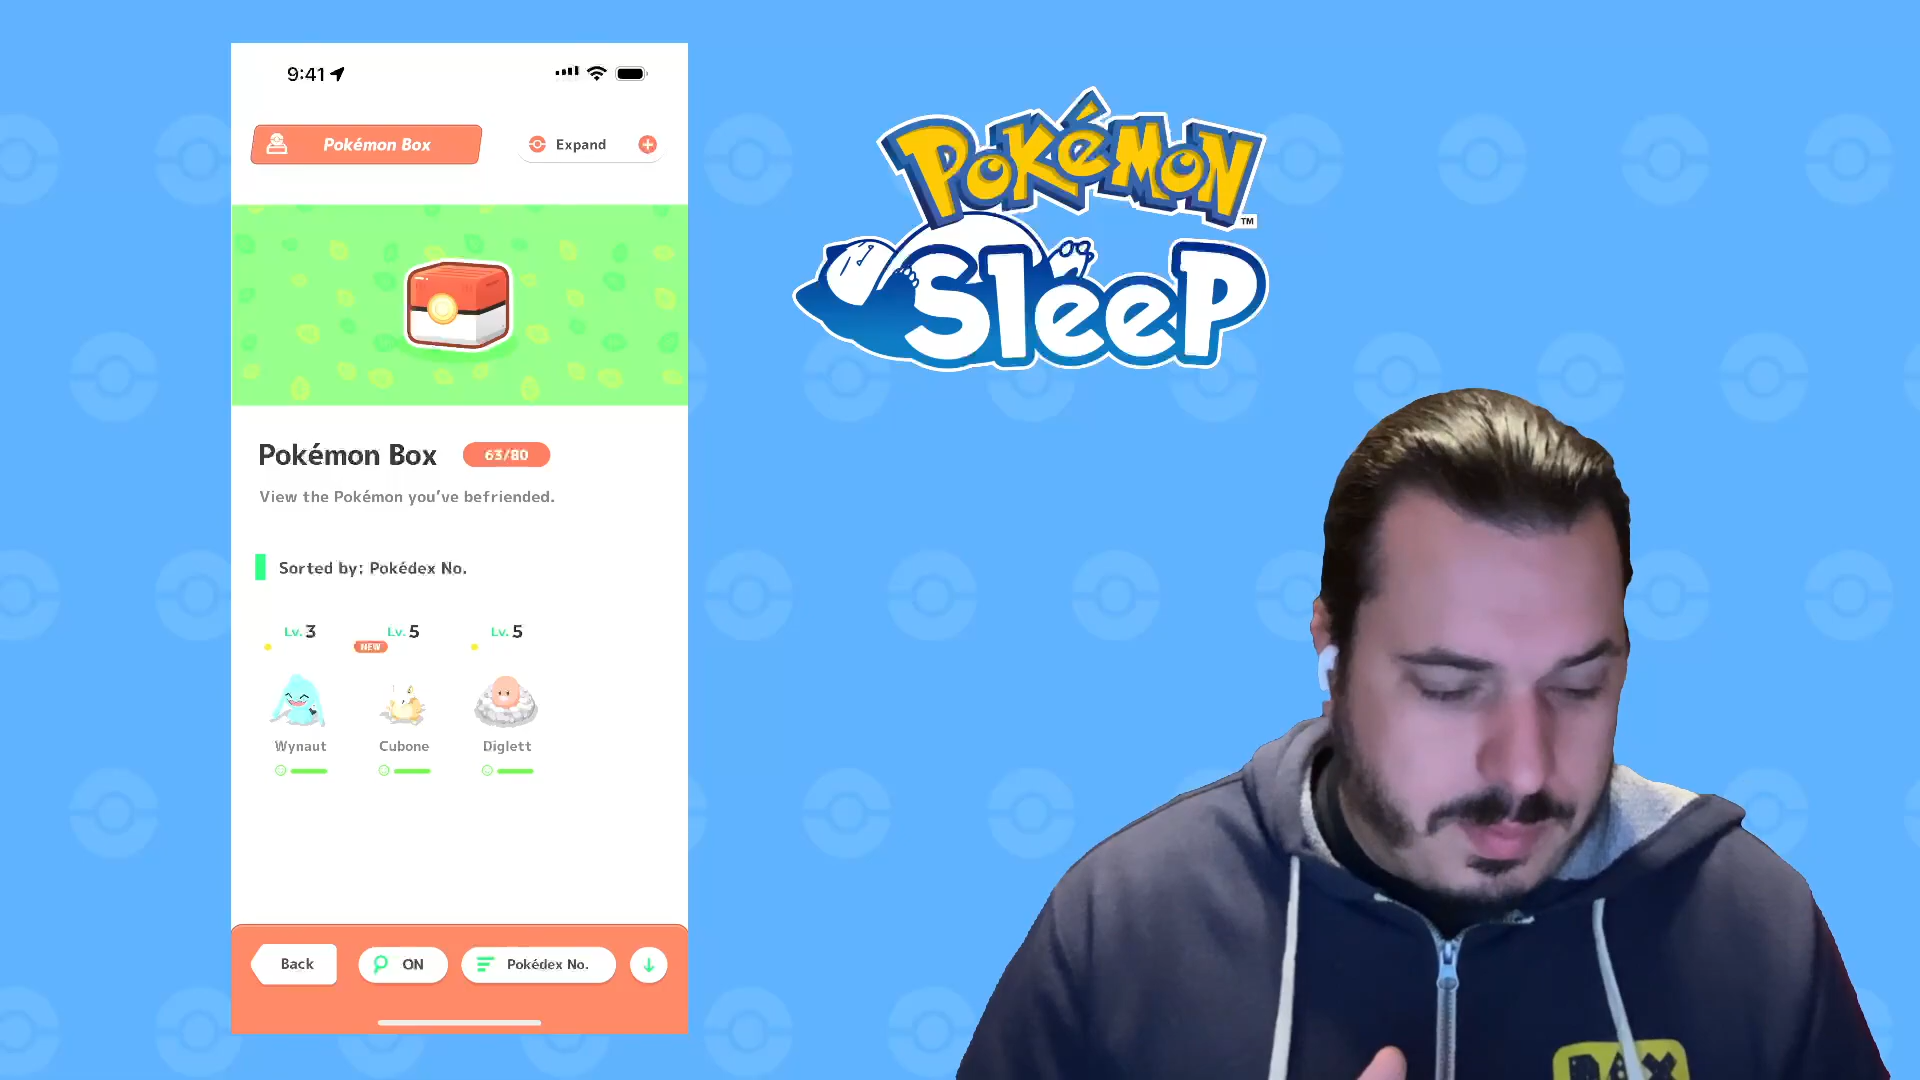 9:41
Pokémon Box
Expand
Pokémon Box
63/80
View the Pokémon you've befriended.
Sorted by: Pokédex No.
Lv. 3
Lv. 5
Lv. 5
NEW
Wynaut
Cubone
Diglett
Back
ON
Pokédex No.
POKéMON
TM
Sleep